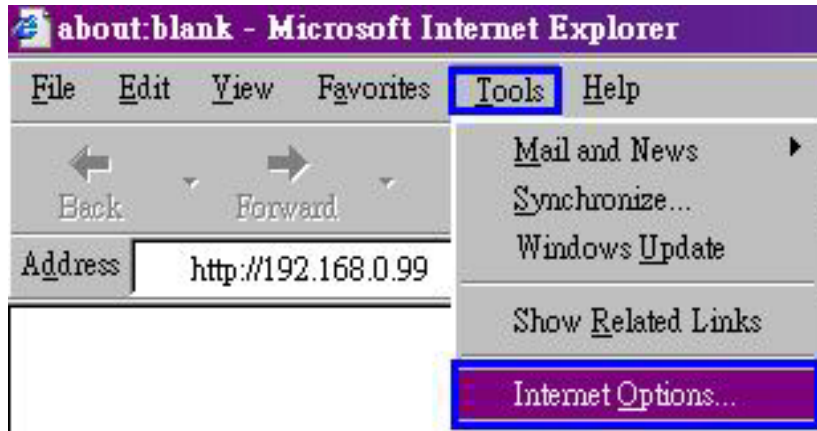 about:blank - Microsoft Internet Explorer
File Edit View Favorites Tools Help
Back Forward
Address http://192.168.0.99
Mail and News
Synchronize...
Windows Update
Show Related Links
Internet Options...